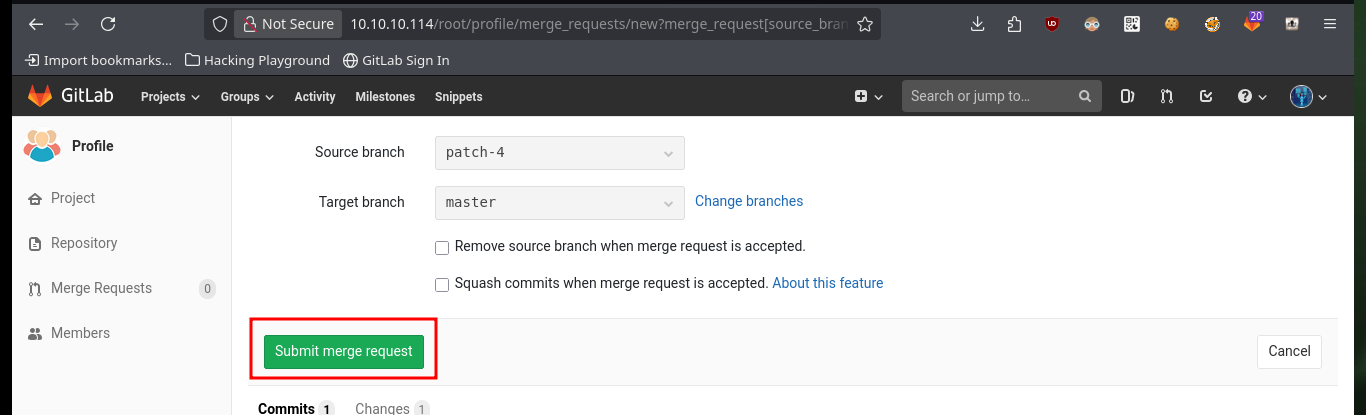 Not Secure 10.10.10.114/root/profile/merge_requests/new?merge_request[source_bran
20
Import bookmarks... Hacking Playground GitLab Sign In
GitLab Projects Groups Activity Milestones Snippets Search or jump to...
Profile
Project
Repository
Merge Requests 0
Members
Source branch patch-4
Target branch master Change branches
Remove source branch when merge request is accepted.
Squash commits when merge request is accepted. About this feature
Submit merge request Cancel
Commits 1 Changes 1